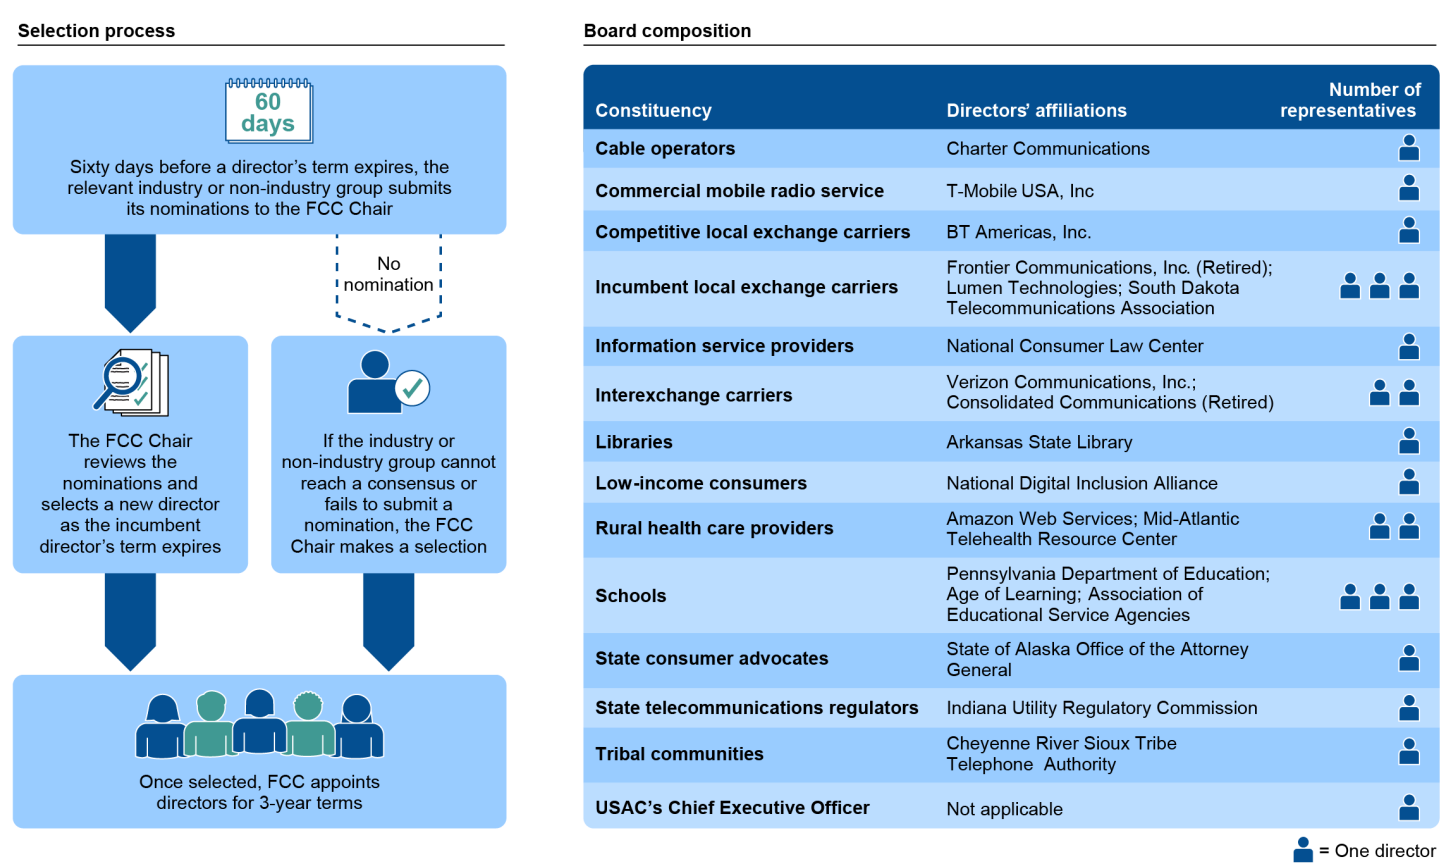 Selection process
60
days
Sixty days before a director's term expires, the
relevant industry or non-industry group submits
its nominations to the FCC Chair
No
nomination
The FCC Chair
reviews the
nominations and
selects a new director
as the incumbent
director's term expires
If the industry or
non-industry group cannot
reach a consensus or
fails to submit a
nomination, the FCC
Chair makes a selection
Once selected, FCC appoints
directors for 3-year terms
Board composition
Constituency Directors' affiliations Number of
representatives
Cable operators Charter Communications
Commercial mobile radio service T-Mobile USA, Inc
Competitive local exchange carriers BT Americas, Inc.
Incumbent local exchange carriers Frontier Communications, Inc. (Retired);
Lumen Technologies; South Dakota
Telecommunications Association
Information service providers National Consumer Law Center
Interexchange carriers Verizon Communications, Inc.;
Consolidated Communications (Retired)
Libraries Arkansas State Library
Low-income consumers National Digital Inclusion Alliance
Rural health care providers Amazon Web Services; Mid-Atlantic
Telehealth Resource Center
Schools Pennsylvania Department of Education;
Age of Learning; Association of
Educational Service Agencies
State consumer advocates State of Alaska Office of the Attorney
General
State telecommunications regulators Indiana Utility Regulatory Commission
Tribal communities Cheyenne River Sioux Tribe
Telephone Authority
USAC's Chief Executive Officer Not applicable
= One director